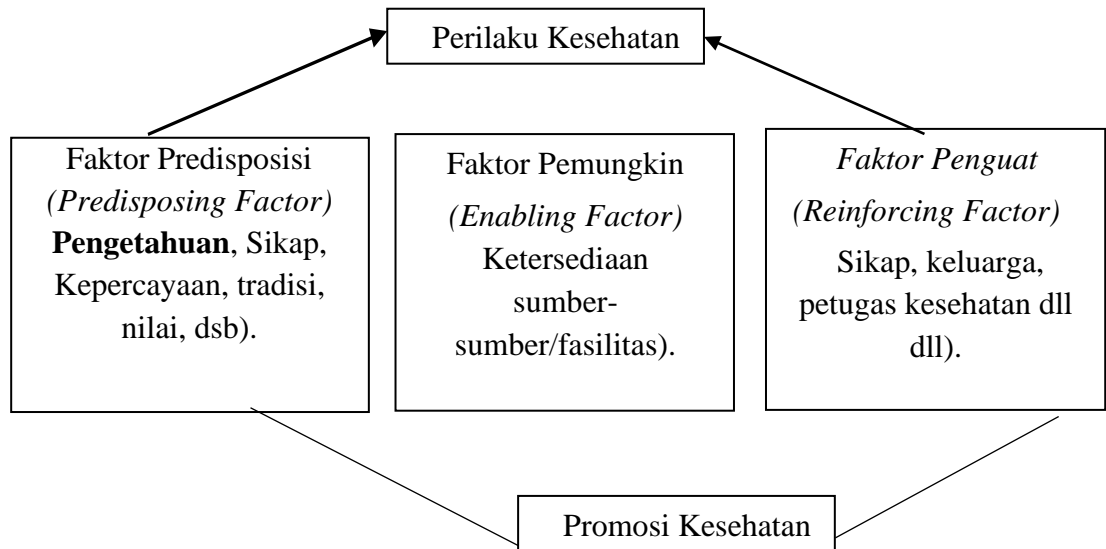 Perilaku Kesehatan
Faktor Predisposisi
(Predisposing Factor)
Pengetahuan, Sikap,
Kepercayaan, tradisi,
nilai, dsb).
Faktor Pemungkin
(Enabling Factor)
Ketersediaan
sumber-
sumber/fasilitas).
Faktor Penguat
(Reinforcing Factor)
Sikap, keluarga,
petugas kesehatan dll
dll).
Promosi Kesehatan